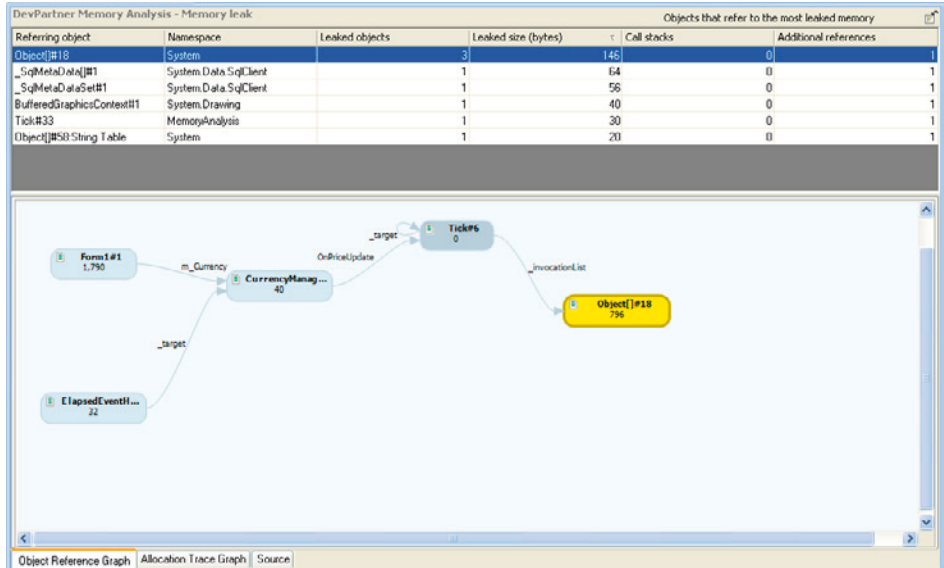 DevPartner Memory Analysis - Memory leak
Objects that refer to the most leaked memory
Referring object Namespace Leaked objects Leaked size (bytes) Call stacks Additional references
Object[]#18 System 3 146 0 1
_SqlMetaData[]#1 System.Data.SqlClient 1 64 0 1
_SqlMetaDataSet#1 System.Data.SqlClient 1 56 0 1
BufferedGraphicsContext#1 System.Drawing 1 40 0 1
Tick#33 MemoryAnalysis 1 30 0 1
Object[]#58:String Table System 1 20 0 1
_target
Tick#6
0
Form1#1
1,790
m_Currency
OnPriceUpdate
_invocationList
CurrencyManag...
40
Object[]#18
796
_target
ElapsedEventH...
32
Object Reference Graph Allocation Trace Graph Source